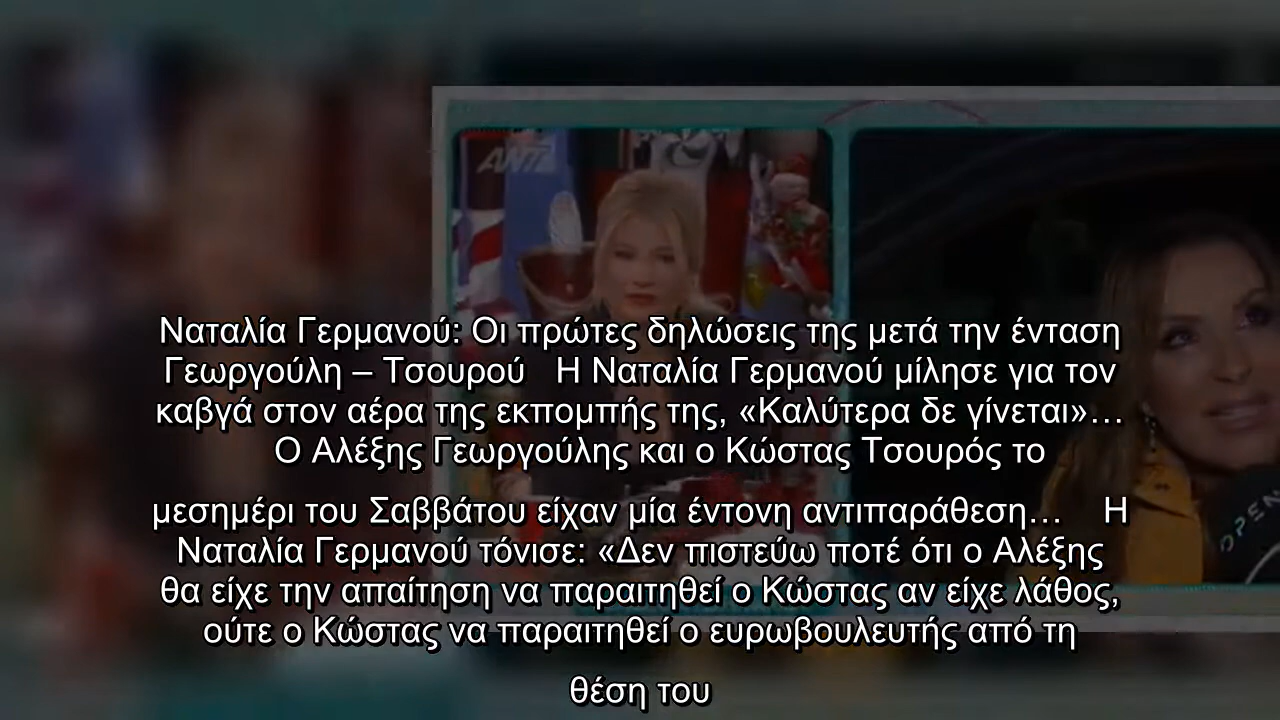 ANT
Ναταλία Γερμανού: Οι πρώτες δηλώσεις της μετά την ένταση
Γεωργούλη – Τσουρού   Η Ναταλία Γερμανού μίλησε για τον
καβγά στον αέρα της εκπομπής της, «Καλύτερα δε γίνεται»…
Ο Αλέξης Γεωργούλης και ο Κώστας Τσουρός το
μεσημέρι του Σαββάτου είχαν μία έντονη αντιπαράθεση…    Η
Ναταλία Γερμανού τόνισε: «Δεν πιστεύω ποτέ ότι ο Αλέξης
θα είχε την απαίτηση να παραιτηθεί ο Κώστας αν είχε λάθος,
ούτε ο Κώστας να παραιτηθεί ο ευρωβουλευτής από τη
θέση του
OPEN